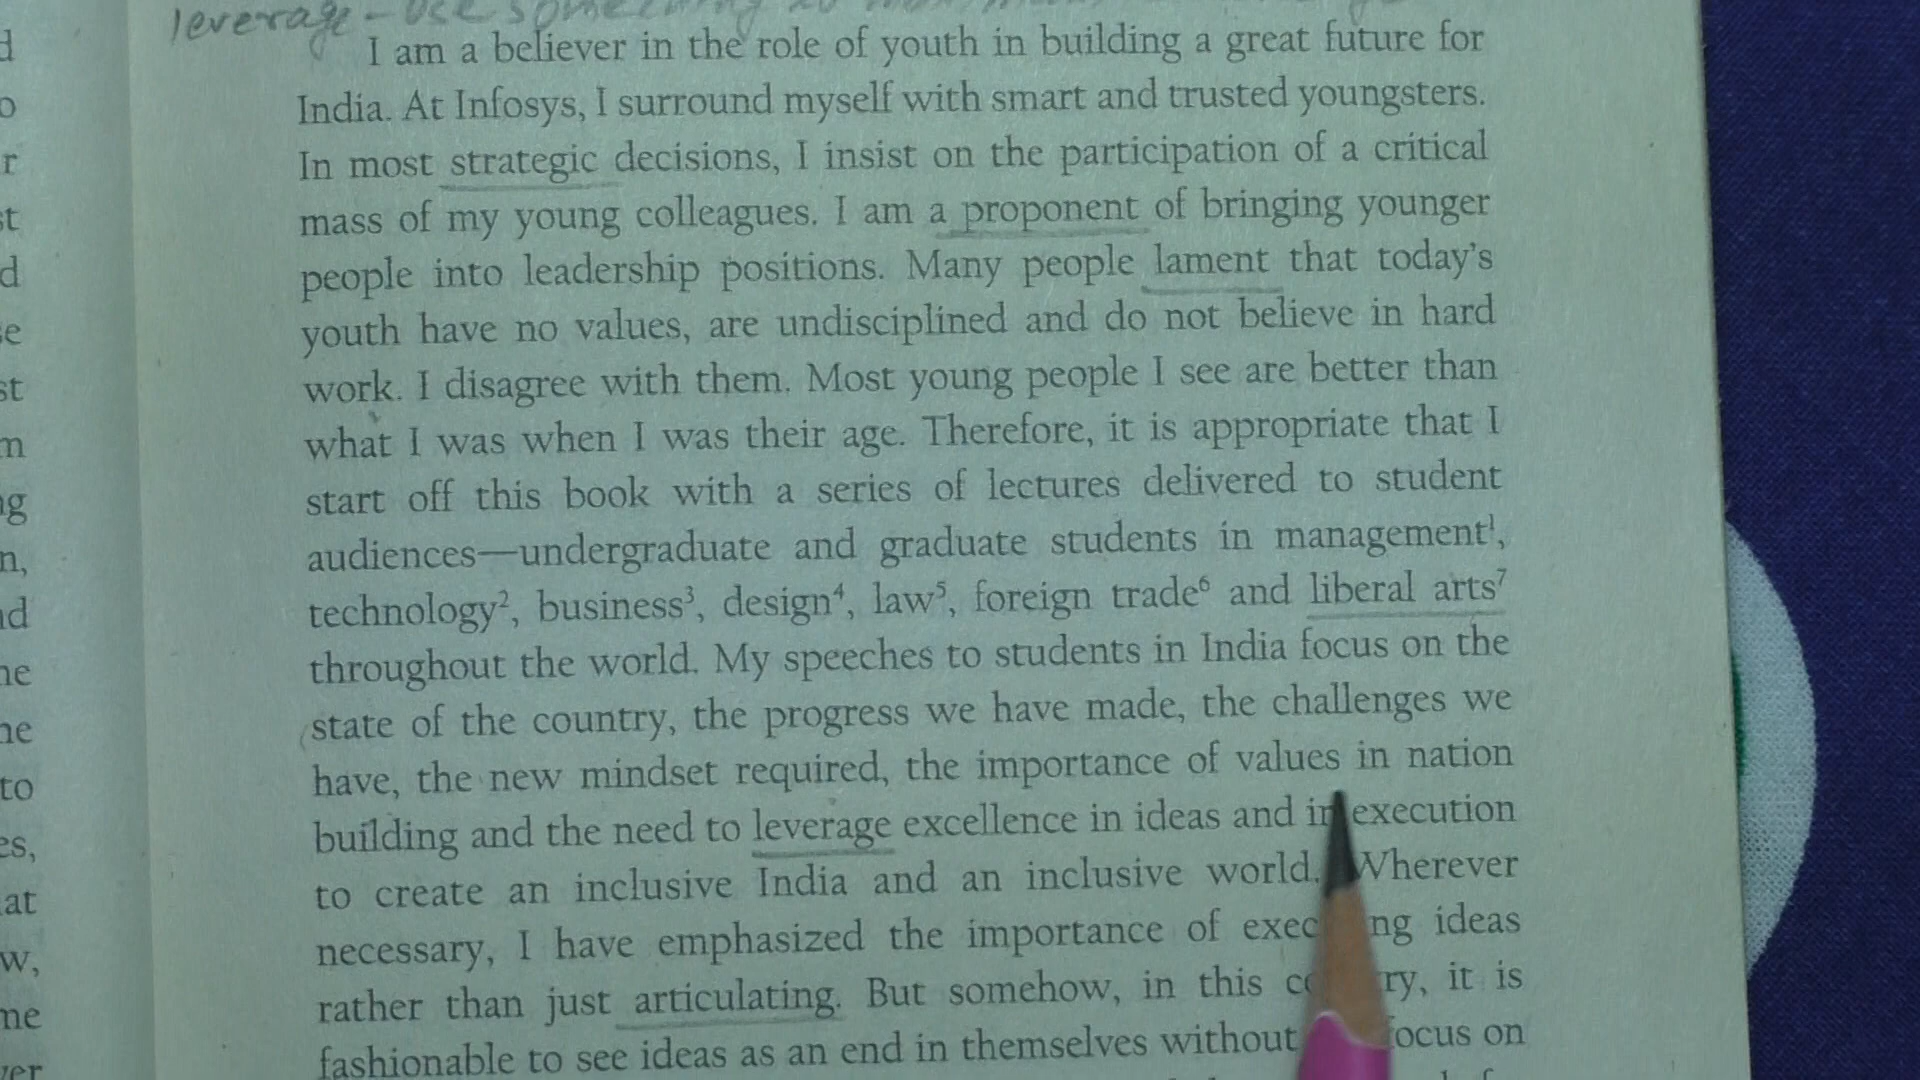 leverage - use something to
I am a believer in the role of youth in building a great future for
India. At Infosys, I surround myself with smart and trusted youngsters.
In most strategic decisions, I insist on the participation of a critical
mass of my young colleagues. I am a proponent of bringing younger
people into leadership positions. Many people lament that today's
youth have no values, are undisciplined and do not believe in hard
work. I disagree with them. Most young people I see are better than
what I was when I was their age. Therefore, it is appropriate that I
start off this book with a series of lectures delivered to student
audiences—undergraduate and graduate students in management¹,
technology², business³, design⁴, law⁵, foreign trade⁶ and liberal arts⁷
throughout the world. My speeches to students in India focus on the
state of the country, the progress we have made, the challenges we
have, the new mindset required, the importance of values in nation
building and the need to leverage excellence in ideas and in execution
to create an inclusive India and an inclusive world. Wherever
necessary, I have emphasized the importance of ideas
rather than just articulating. But somehow, in this it is
fashionable to see ideas as an end in themselves without focus on